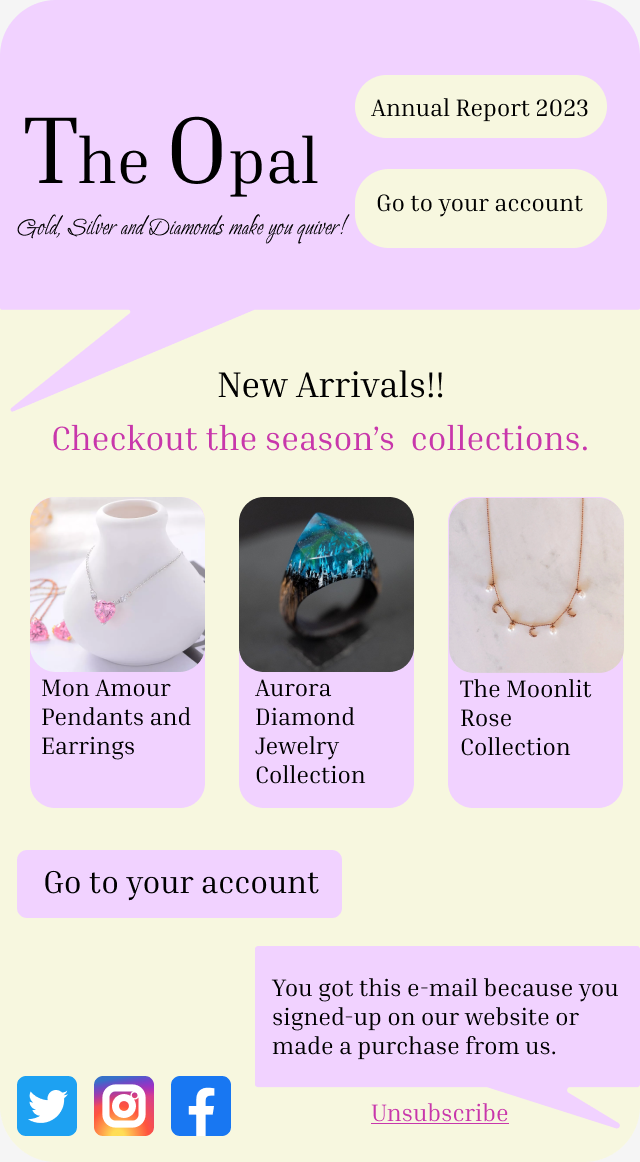 The Opal
Gold, Silver and Diamonds make you quiver!
Annual Report 2023
Go to your account
New Arrivals!!
Checkout the season’s collections.
Mon Amour
Pendants and
Earrings
Aurora
Diamond
Jewelry
Collection
The Moonlit
Rose
Collection
Go to your account
You got this e-mail because you
signed-up on our website or
made a purchase from us.
Unsubscribe